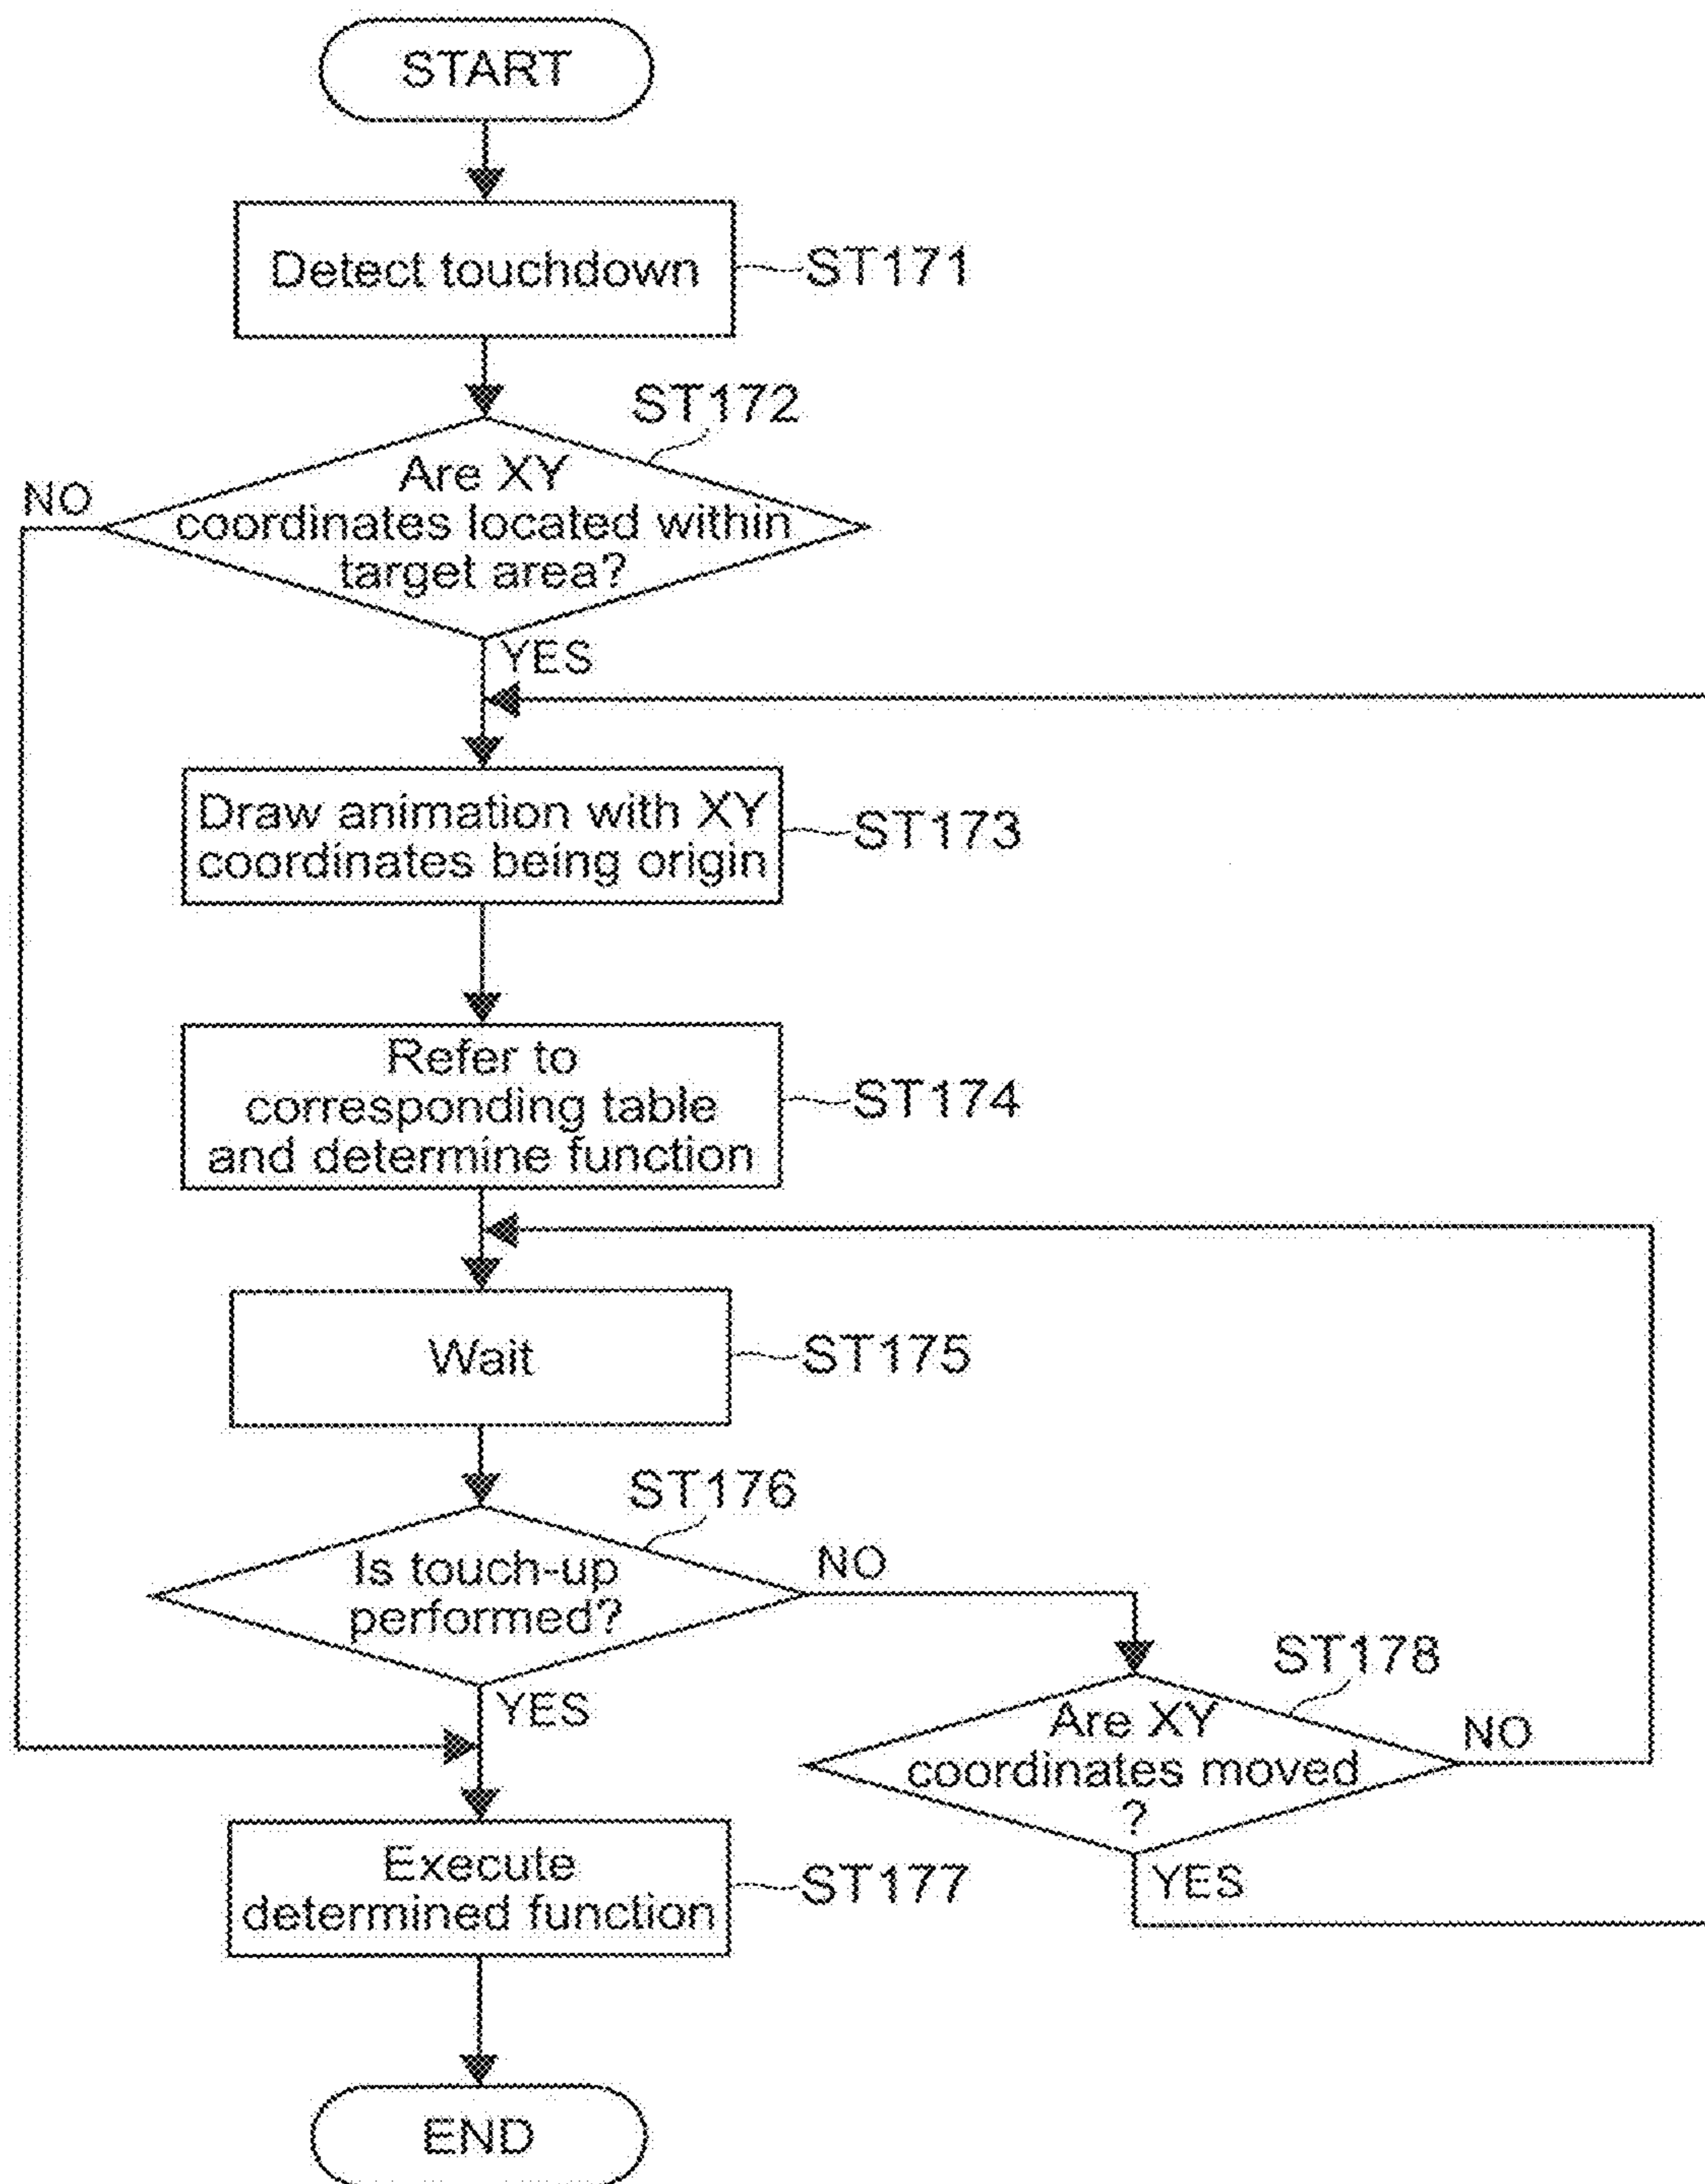 START
Detect touchdown
ST171
ST172
Are XY
coordinates located within
target area?
NO
YES
Draw animation with XY
coordinates being origin
ST173
Refer to
corresponding table
and determine function
ST174
Wait
ST175
ST176
Is touch-up
performed?
NO
YES
ST178
Are XY
coordinates moved
?
NO
YES
Execute
determined function
ST177
END